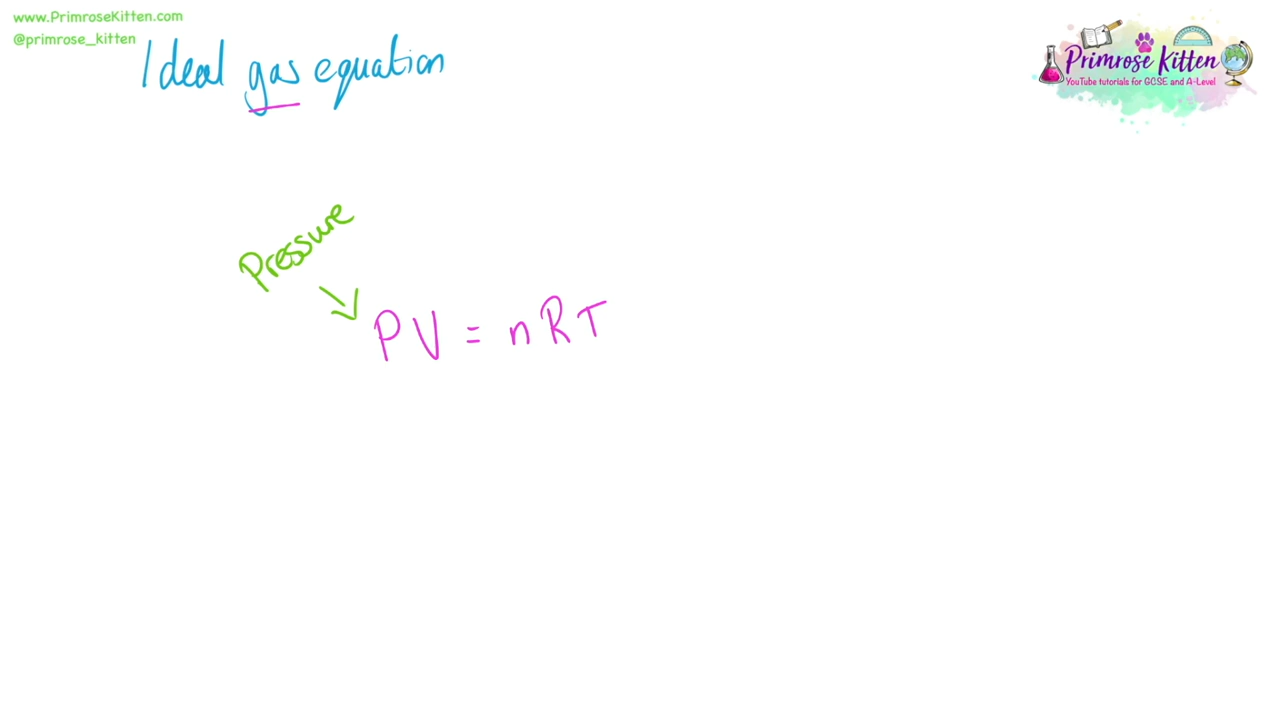 www.PrimroseKitten.com
@primrose_kitten
Ideal gas equation
Primrose Kitten
YouTube tutorials for GCSE and A-Level
Pressure
PV = nRT